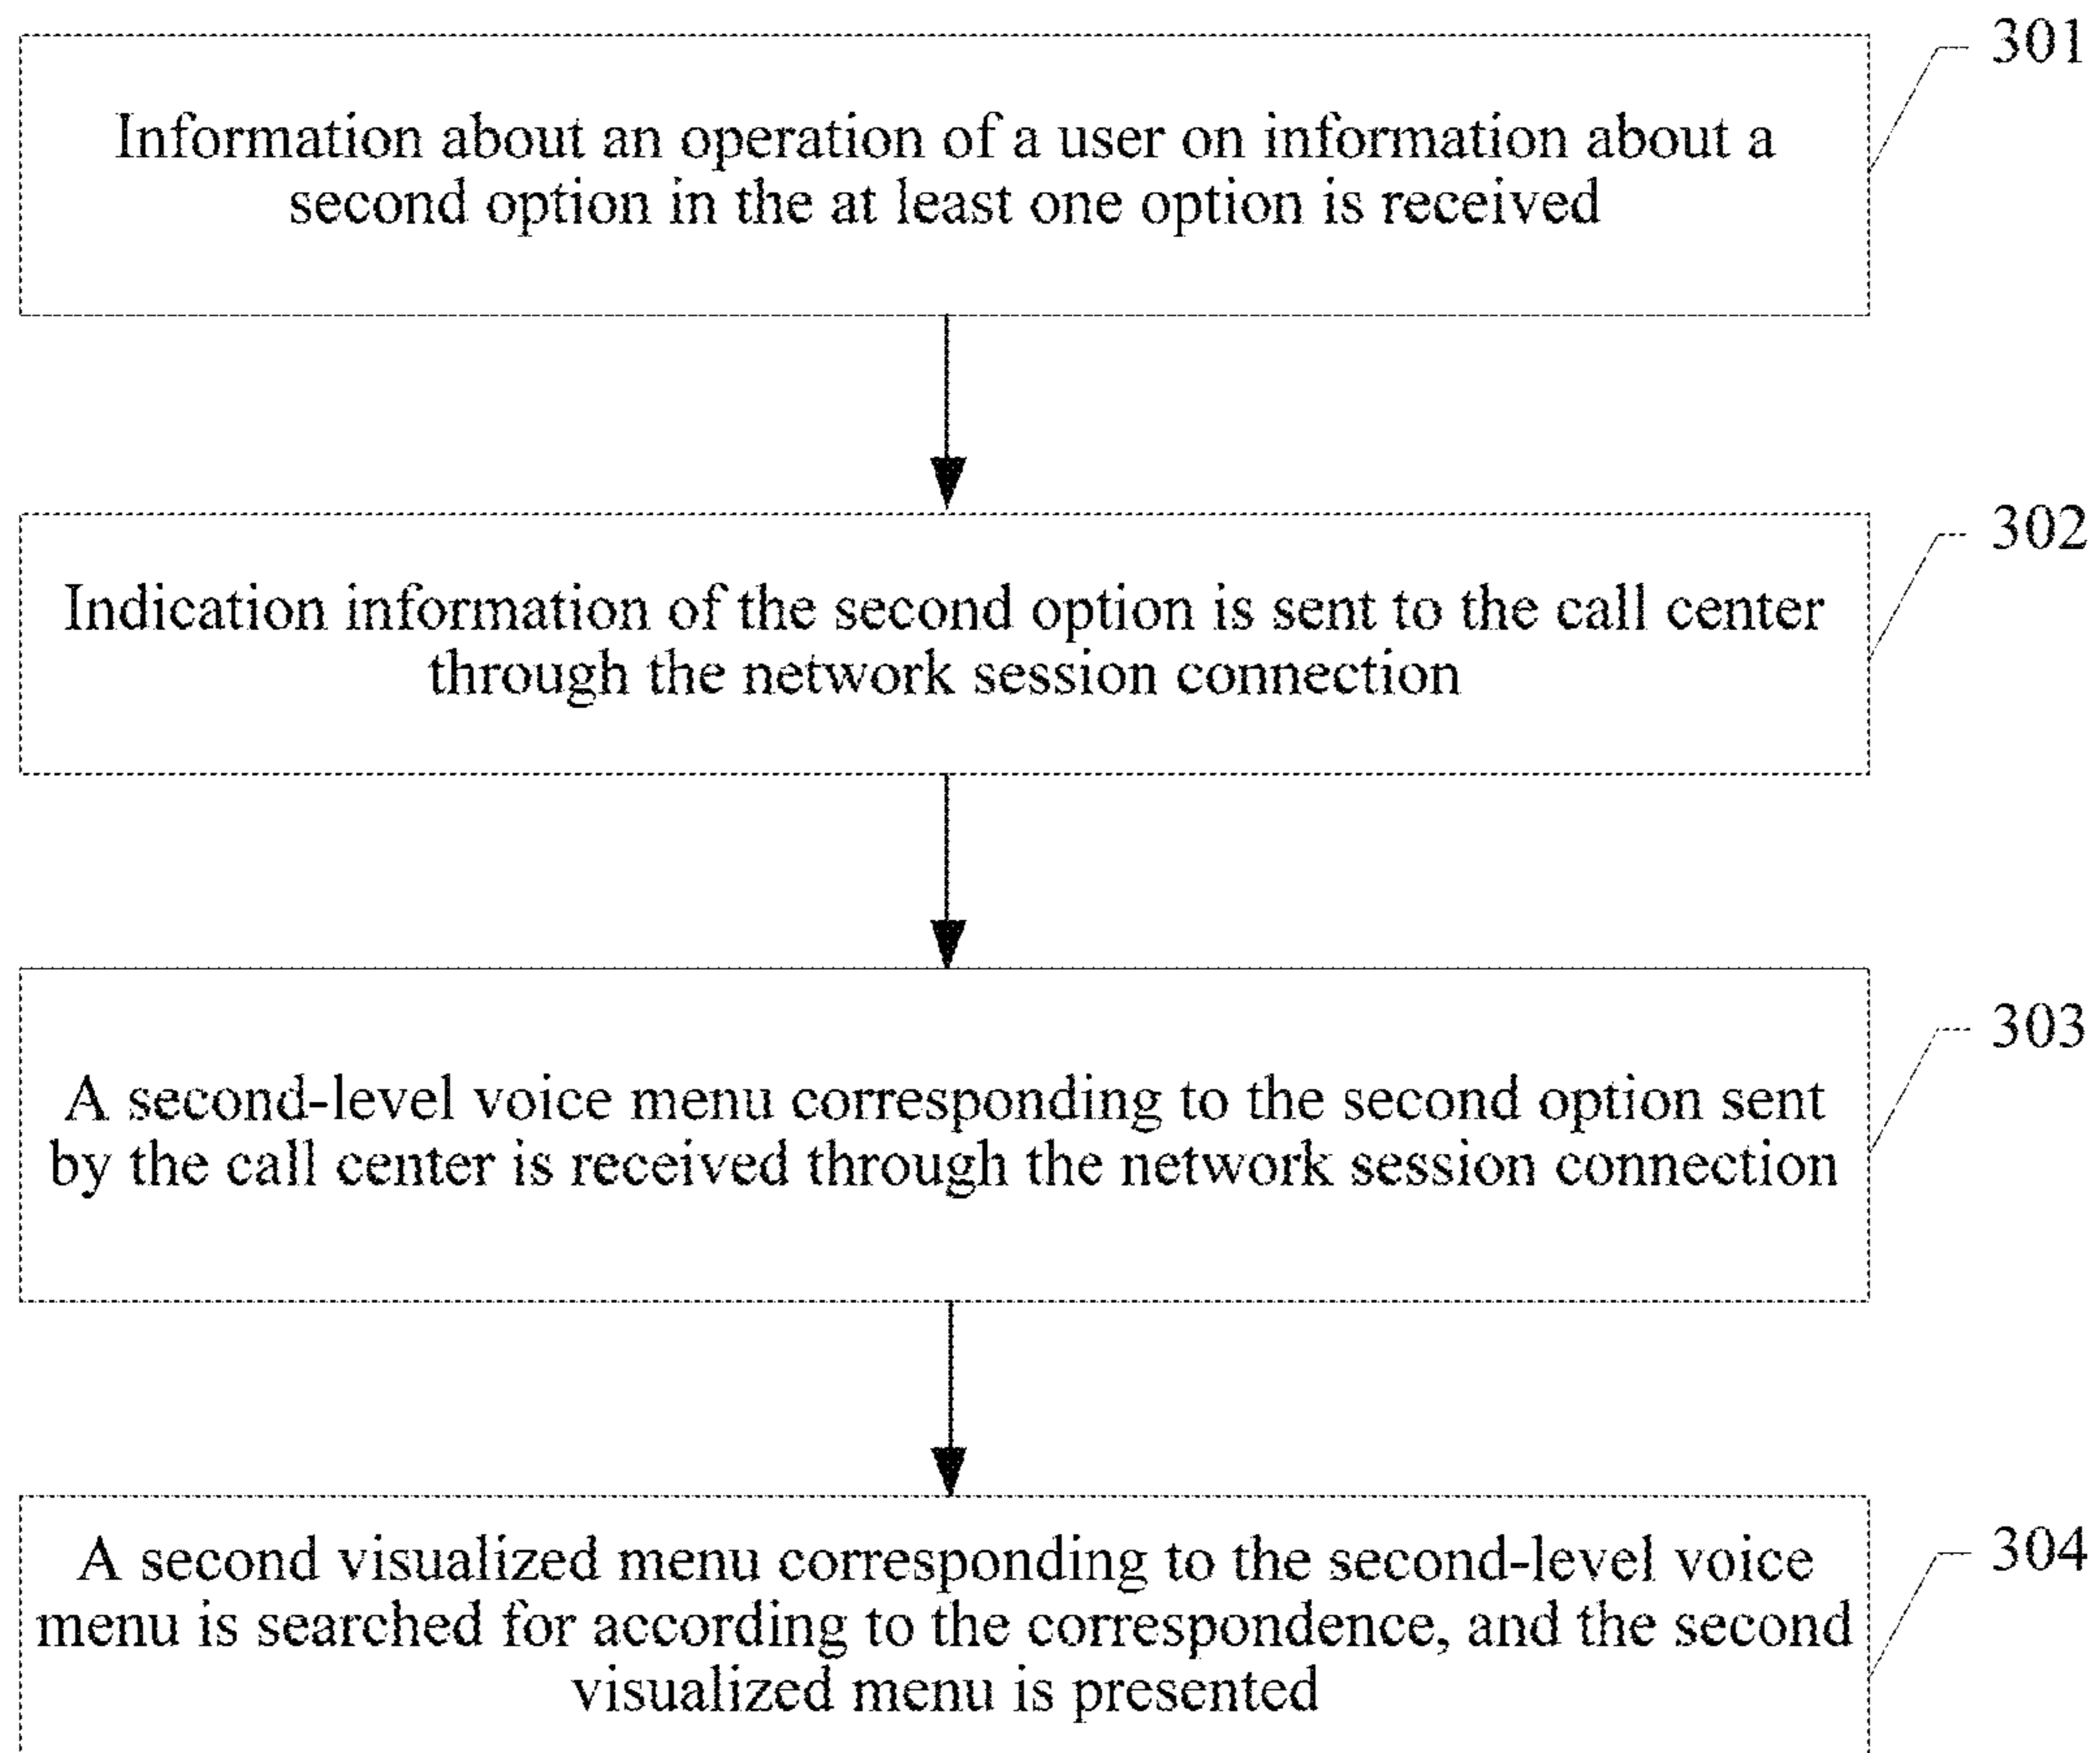 301
Information about an operation of a user on information about a
second option in the at least one option is received
302
Indication information of the second option is sent to the call center
through the network session connection
303
A second-level voice menu corresponding to the second option sent
by the call center is received through the network session connection
304
A second visualized menu corresponding to the second-level voice
menu is searched for according to the correspondence, and the second
visualized menu is presented